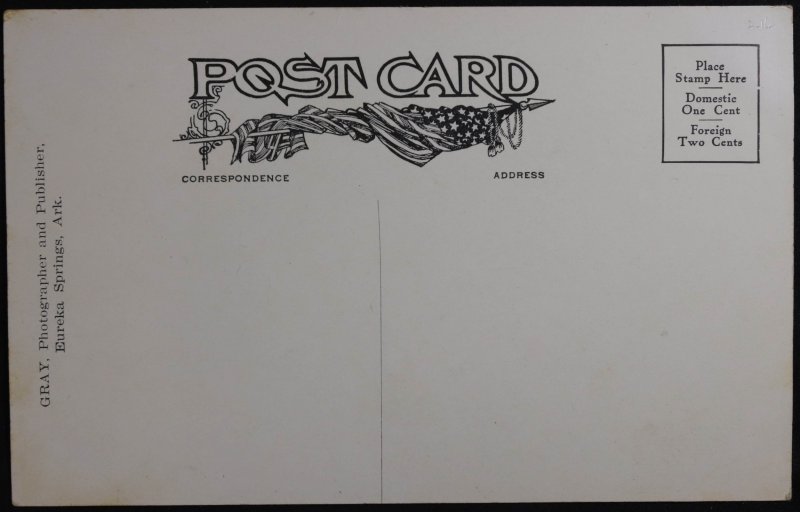 POST CARD
CORRESPONDENCE
ADDRESS
Place
Stamp Here
Domestic
One Cent
Foreign
Two Cents
GRAY, Photographer and Publisher,
Eureka Springs, Ark.